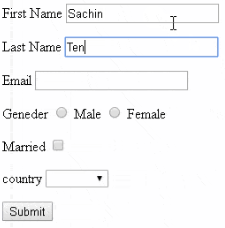 First Name Sachin
Last Name Ten
Email
Geneder Male Female
Married
country
Submit